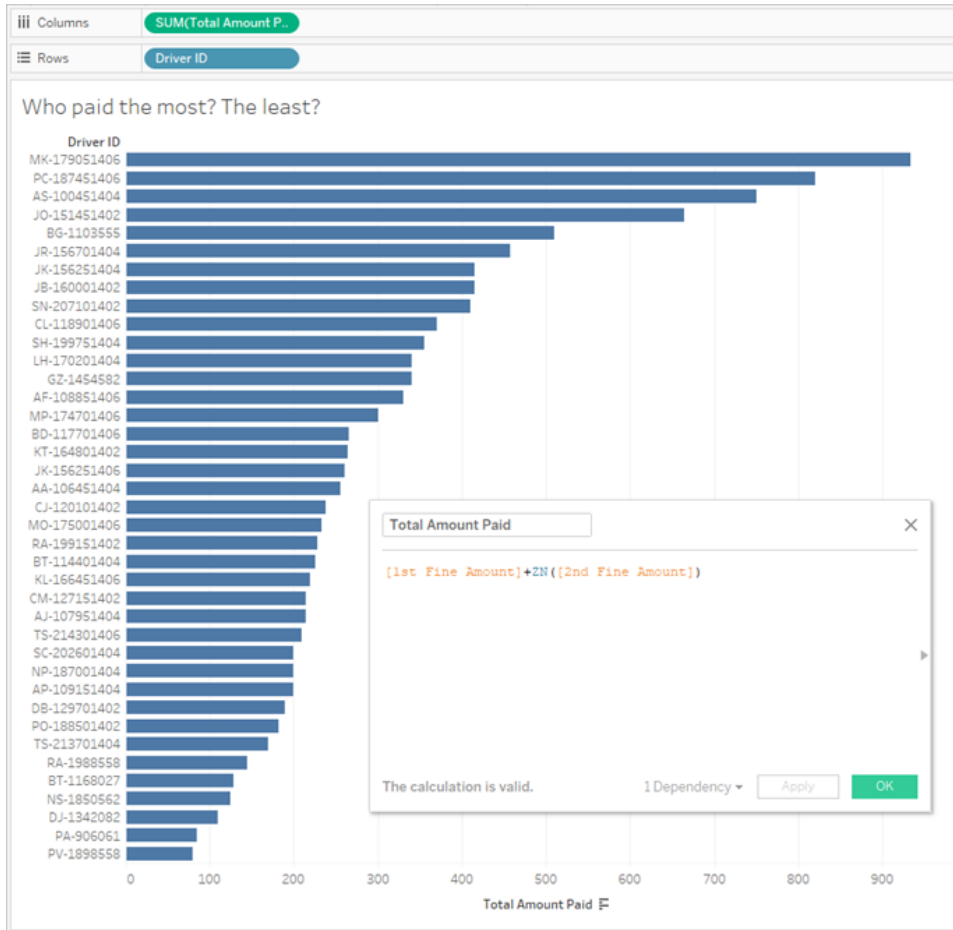 Columns SUM(Total Amount P..
Rows Driver ID
Who paid the most? The least?
Driver ID
MK-179051406
PC-187451406
AS-100451404
JO-151451402
BG-1103555
JR-156701404
JK-156251404
JB-160001402
SN-207101402
CL-118901406
SH-199751404
LH-170201404
GZ-1454582
AF-108851406
MP-174701406
BD-117701406
KT-164801402
JK-156251406
AA-106451404
CJ-120101402
MO-175001406
RA-199151402
BT-114401404
KL-166451406
CM-127151402
AJ-107951404
TS-214301406
SC-202601404
NP-187001404
AP-109151404
DB-129701402
PO-188501402
TS-213701404
RA-1988558
BT-1168027
NS-1850562
DJ-1342082
PA-906061
PV-1898558
0 100 200 300 400 500 600 700 800 900
Total Amount Paid
Total Amount Paid
[1st Fine Amount]+ZN([2nd Fine Amount])
The calculation is valid. 1 Dependency Apply OK